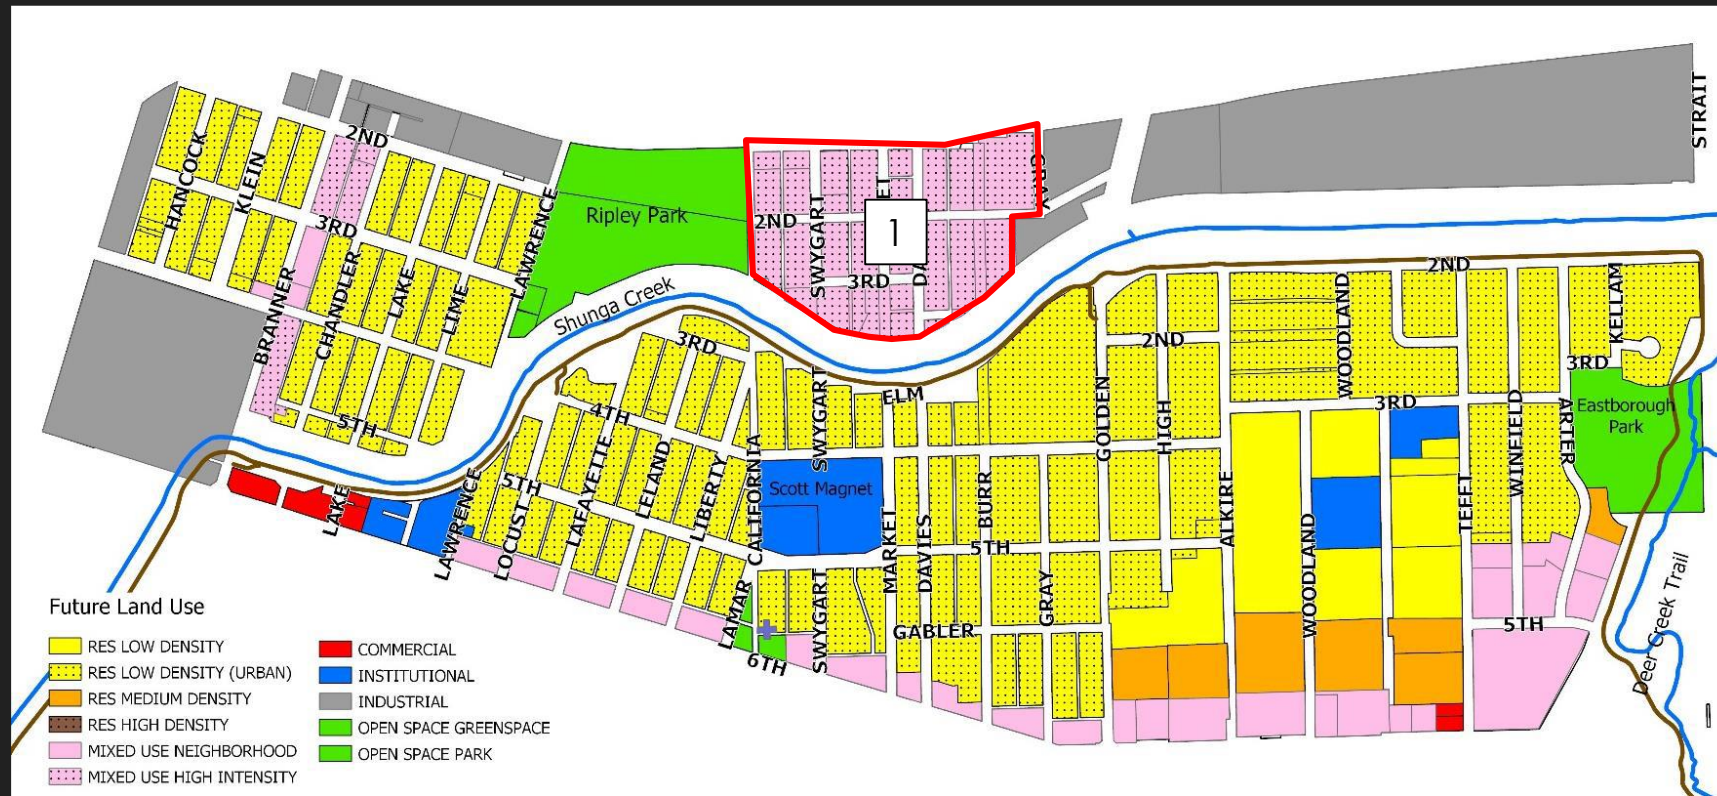 STRAIT
2ND
HANCOCK
KLEIN
3RD
LAWRENCE
Ripley Park
2ND
SWYGART
1
3RD
GRAY
BRANNER
CHANDLER
LAKE
LIME
Shunga Creek
5TH
2ND
KELLAM
WOODLAND
2ND
3RD
3RD
ELM
SWYGART
GOLDEN
HIGH
3RD
Eastborough
Park
ARTER
WINFIELD
4TH
LAFAYETTE
LELAND
LIBERTY
CALIFORNIA
Scott Magnet
5TH
LOCUST
LAWRENCE
LAKE
MARKET
DAVIES
BURR
5TH
ALKIRE
TEFFT
WOODLAND
GRAY
GABLER
LAMAR
6TH
SWYGART
5TH
Deer Creek Trail
Future Land Use
RES LOW DENSITY
RES LOW DENSITY (URBAN)
RES MEDIUM DENSITY
RES HIGH DENSITY
MIXED USE NEIGHBORHOOD
MIXED USE HIGH INTENSITY
COMMERCIAL
INSTITUTIONAL
INDUSTRIAL
OPEN SPACE GREENSPACE
OPEN SPACE PARK